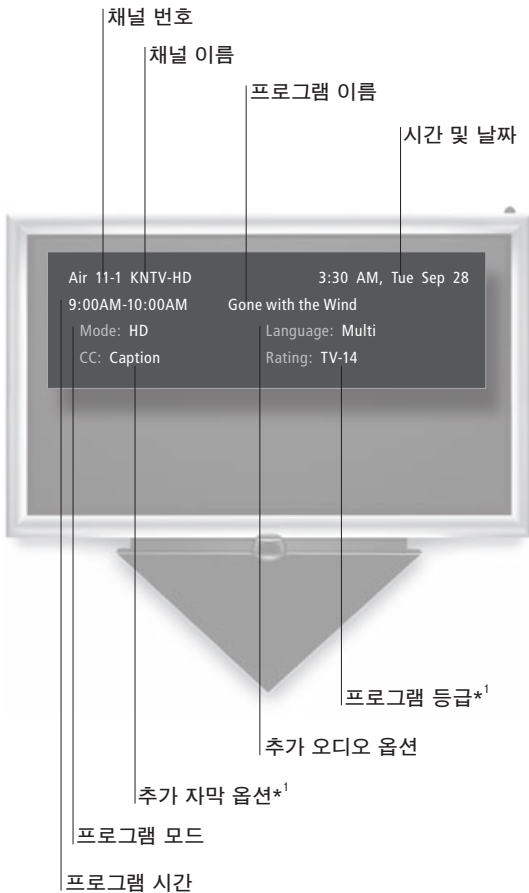 채널 번호
채널 이름
프로그램 이름
시간 및 날짜
Air 11-1 KNTV-HD 3:30 AM, Tue Sep 28
9:00AM-10:00AM Gone with the Wind
Mode: HD Language: Multi
CC: Caption Rating: TV-14
프로그램 등급*1
추가 오디오 옵션
추가 자막 옵션*1
프로그램 모드
프로그램 시간